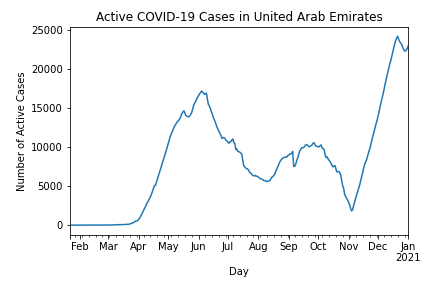 Active COVID-19 Cases in United Arab Emirates
Number of Active Cases
25000
20000
15000
10000
5000
0
Feb Mar Apr May Jun Jul Aug Sep Oct Nov Dec Jan
2021
Day